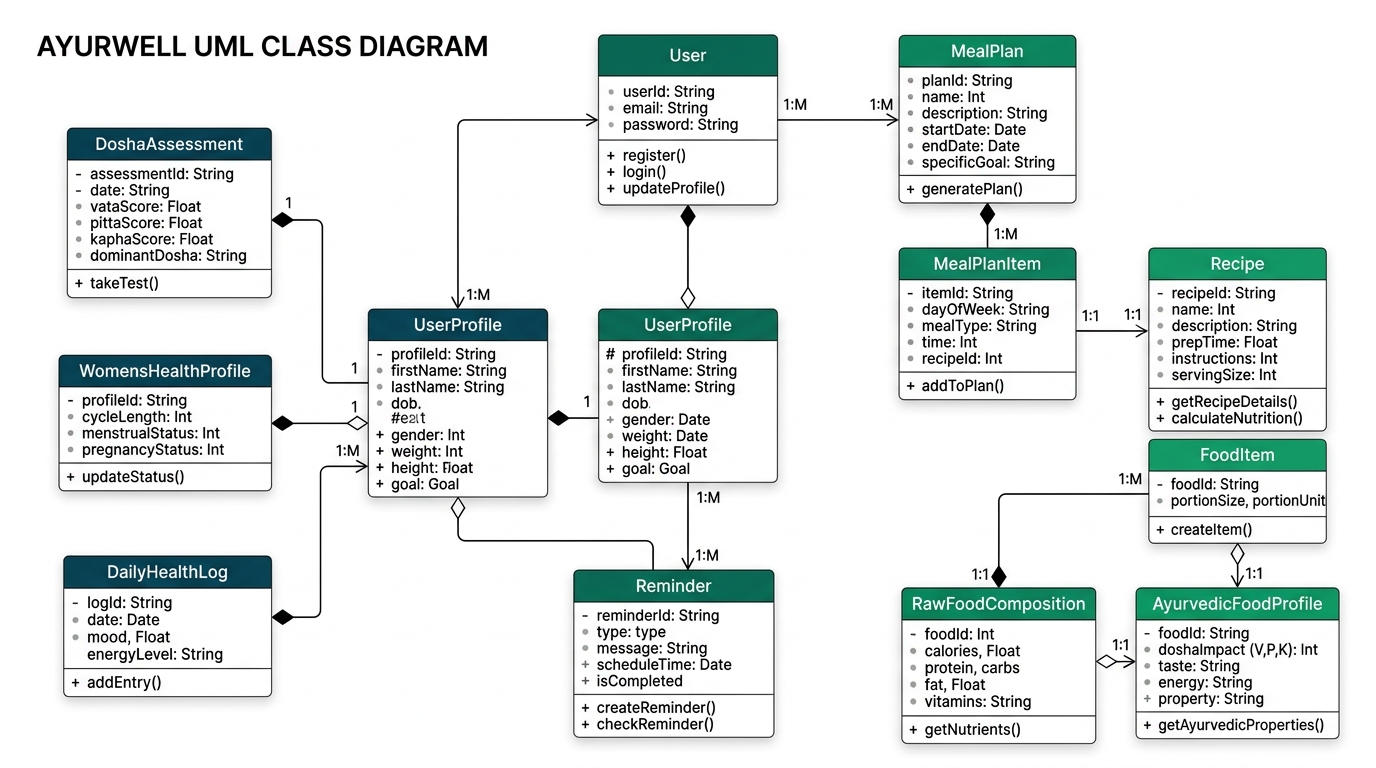 AYURWELL UML CLASS DIAGRAM
User
userId: String
email: String
password: String
+ register()
+ login()
+ updateProfile()
1:M
1:M
MealPlan
planId: String
name: Int
description: String
startDate: Date
endDate: Date
specificGoal: String
+ generatePlan()
1:M
DoshaAssessment
- assessmentId: String
- date: String
vataScore: Float
pittaScore: Float
kaphaScore: Float
dominantDosha: String
+ takeTest()
1
1
MealPlanItem
- itemId: String
dayOfWeek: String
mealType: String
time: Int
recipeId: Int
+ addToPlan()
1:1
1:1
Recipe
- recipeId: String
name: Int
description: String
prepTime: Float
instructions: Int
servingSize: Int
+ getRecipeDetails()
+ calculateNutrition()
1:M
UserProfile
- profileId: String
firstName: String
lastName: String
dob.
+ gender: Int
+ weight: Int
+ height: Float
+ goal: Goal
1
UserProfile
# profileId: String
firstName: String
lastName: String
dob.
+ gender: Date
weight: Date
+ height: Float
+ goal: Goal
WomensHealthProfile
- profileId: String
cycleLength: Int
menstrualStatus: Int
pregnancyStatus: Int
+ updateStatus()
1
1:M
DailyHealthLog
- logId: String
date: Date
mood, Float
energyLevel: String
+ addEntry()
1:M
1:M
Reminder
- reminderId: String
type: type
message: String
+ scheduleTime: Date
+ isCompleted
+ createReminder()
+ checkReminder()
FoodItem
- foodId: String
portionSize, portionUnit
+ createItem()
1:M
1:1
1:1
RawFoodComposition
- foodId: Int
calories, Float
protein, carbs
fat, Float
vitamins: String
+ getNutrients()
1:1
AyurvedicFoodProfile
- foodId: String
doshaImpact (V,P,K): Int
taste: String
energy: String
+ property: String
+ getAyurvedicProperties()